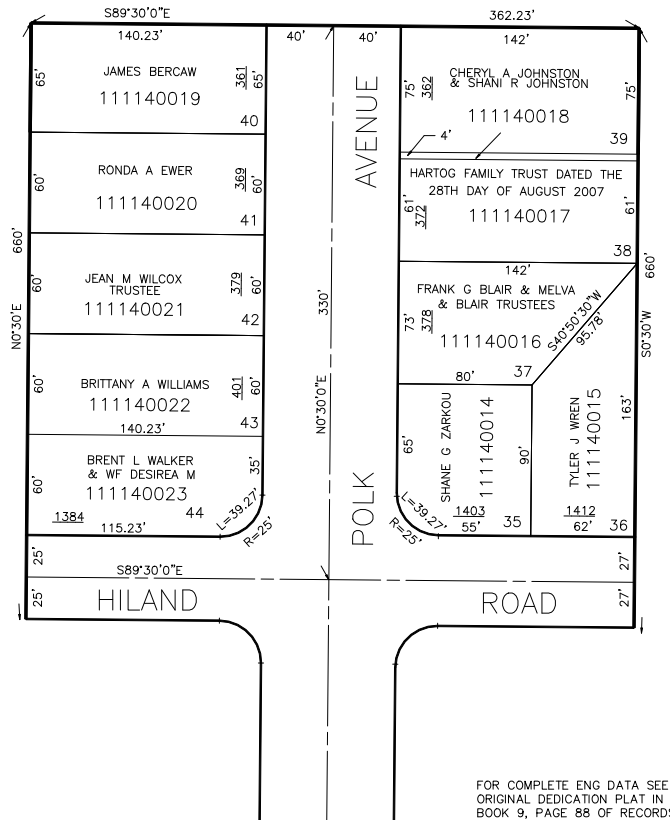 S89°30'0"E
362.23'
140.23'
40'
40'
142'
65'
JAMES BERCAW
111140019
361
65'
40
330'
AVENUE
75'
362
CHERYL A JOHNSTON
& SHANI R JOHNSTON
111140018
75'
39
4'
60'
RONDA A EWER
111140020
369
60'
41
HARTOG FAMILY TRUST DATED THE
28TH DAY OF AUGUST 2007
61'
372
111140017
61'
38
660'
N0°30'E
60'
JEAN M WILCOX
TRUSTEE
111140021
379
60'
42
330'
142'
660'
S0°30'W
FRANK G BLAIR & MELVA
& BLAIR TRUSTEES
73'
378
111140016
37
S40°50'30"W
95.78'
60'
BRITTANY A WILLIAMS
111140022
401
60'
43
140.23'
N0°30'0"E
80'
65'
SHANE G ZARKOU
111140014
90'
TYLER J WREN
111140015
163'
60'
BRENT L WALKER
& WF DESIREA M
111140023
35'
44
1384
115.23'
L=39.27'
R=25'
POLK
L=39.27'
R=25'
1403
55'
35
1412
62'
36
25'
27'
S89°30'0"E
25'
HILAND
ROAD
27'
FOR COMPLETE ENG DATA SEE
ORIGINAL DEDICATION PLAT IN
BOOK 9, PAGE 88 OF RECORDS